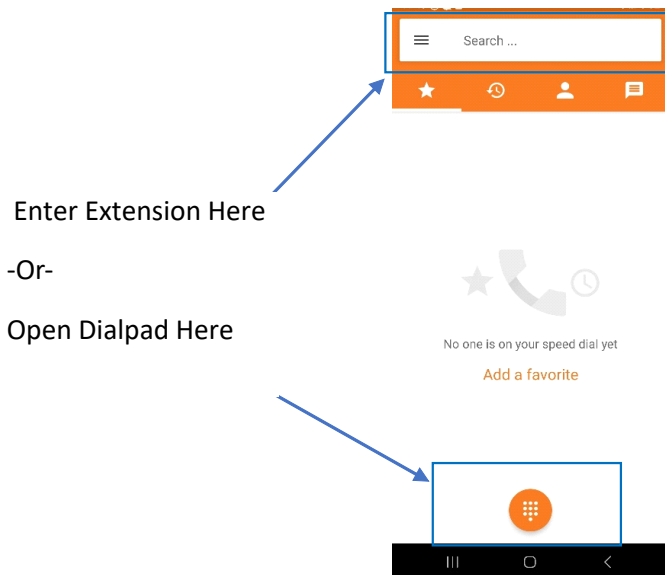 Search ...
Enter Extension Here
-Or-
Open Dialpad Here
No one is on your speed dial yet
Add a favorite